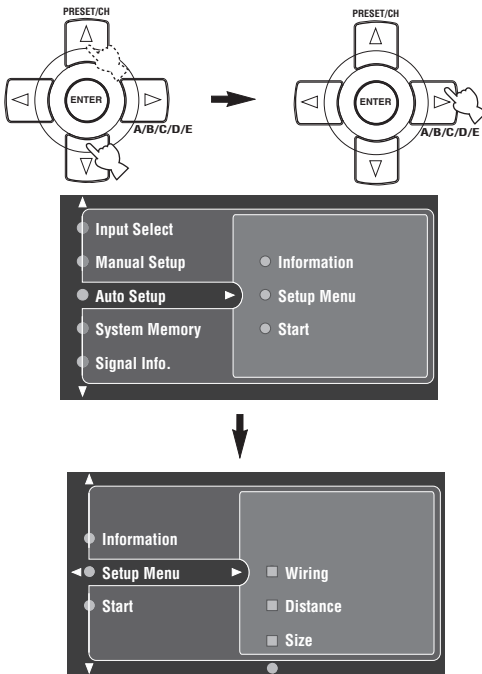 PRESET/CH
ENTER
A/B/C/D/E
PRESET/CH
ENTER
A/B/C/D/E
Input Select
Manual Setup
Auto Setup
System Memory
Signal Info.
Information
Setup Menu
Start
Information
Setup Menu
Start
Wiring
Distance
Size